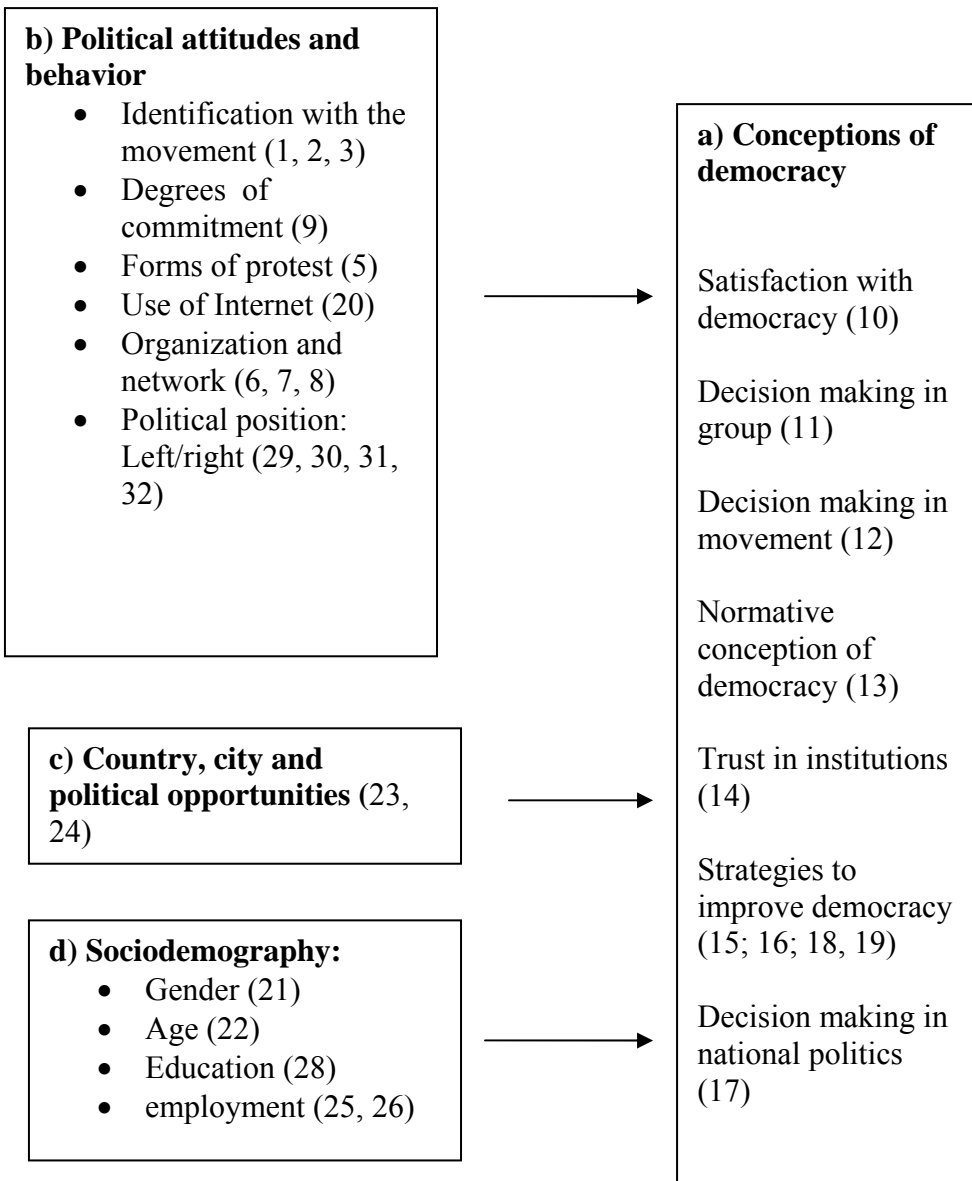 b) Political attitudes and
behavior
• Identification with the
movement (1, 2, 3)
• Degrees of
commitment (9)
• Forms of protest (5)
• Use of Internet (20)
• Organization and
network (6, 7, 8)
• Political position:
Left/right (29, 30, 31,
32)
c) Country, city and
political opportunities (23,
24)
d) Sociodemography:
• Gender (21)
• Age (22)
• Education (28)
• employment (25, 26)
a) Conceptions of
democracy
Satisfaction with
democracy (10)
Decision making in
group (11)
Decision making in
movement (12)
Normative
conception of
democracy (13)
Trust in institutions
(14)
Strategies to
improve democracy
(15; 16; 18, 19)
Decision making in
national politics
(17)